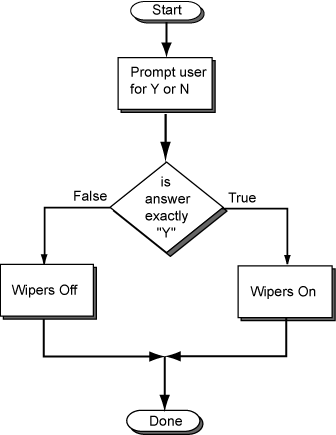 Start
Prompt user
for Y or N
is
answer
exactly
"Y"
False
True
Wipers Off
Wipers On
Done